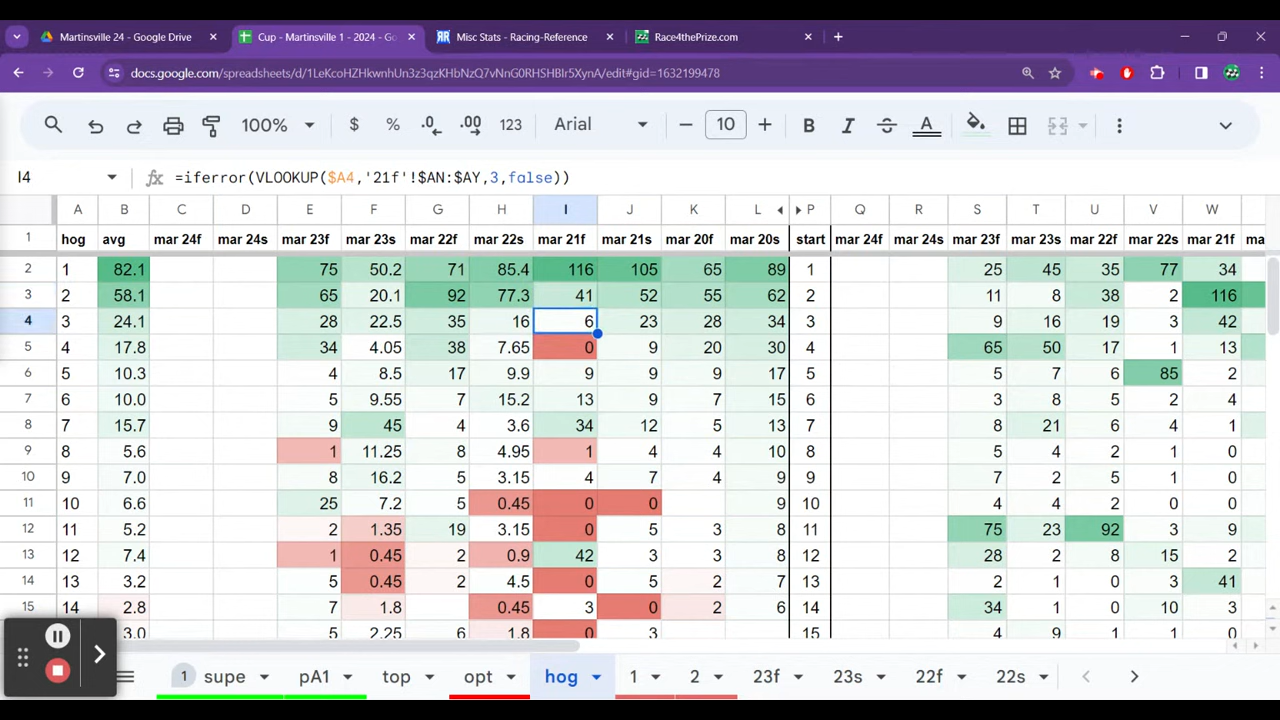 Martinsville 24 - Google Drive
Cup - Martinsville 1 - 2024 - Go
Misc Stats - Racing-Reference
Race4thePrize.com
docs.google.com/spreadsheets/d/1LeKcoHZHkwnhUn3z3qzKHbNzQ7vNnG0RHSHBIr5XynA/edit#gid=1632199478
100% $ % .0 .00 123 Arial - 10 + B I S A
I4 fx =iferror(VLOOKUP($A4,'21f'!$AN:$AY,3,false))
A B C D E F G H I J K L P Q R S T U V W
1 hog avg mar 24f mar 24s mar 23f mar 23s mar 22f mar 22s mar 21f mar 21s mar 20f mar 20s start mar 24f mar 24s mar 23f mar 23s mar 22f mar 22s mar 21f ma
2 1 82.1 75 50.2 71 85.4 116 105 65 89 1 25 45 35 77 34
3 2 58.1 65 20.1 92 77.3 41 52 55 62 2 11 8 38 2 116
4 3 24.1 28 22.5 35 16 6 23 28 34 3 9 16 19 3 42
5 4 17.8 34 4.05 38 7.65 0 9 20 30 4 65 50 17 1 13
6 5 10.3 4 8.5 17 9.9 9 9 9 17 5 5 7 6 85 2
7 6 10.0 5 9.55 7 15.2 13 9 7 15 6 3 8 5 2 4
8 7 15.7 9 45 4 3.6 34 12 5 13 7 8 21 6 4 1
9 8 5.6 1 11.25 8 4.95 1 4 4 10 8 5 4 2 1 0
10 9 7.0 8 16.2 5 3.15 4 7 4 9 9 7 2 5 1 0
11 10 6.6 25 7.2 5 0.45 0 0 9 10 4 4 2 0 0
12 11 5.2 2 1.35 19 3.15 0 5 3 8 11 75 23 92 3 9
13 12 7.4 1 0.45 2 0.9 42 3 3 8 12 28 2 8 15 2
14 13 3.2 5 0.45 2 4.5 0 5 2 7 13 2 1 0 3 41
15 14 2.8 7 1.8 0.45 3 0 2 6 14 34 1 0 10 3
3.0 5 2.25 6 1.8 0 3 15 4 9 1 1 0
1 supe pA1 top opt hog 1 2 23f 23s 22f 22s